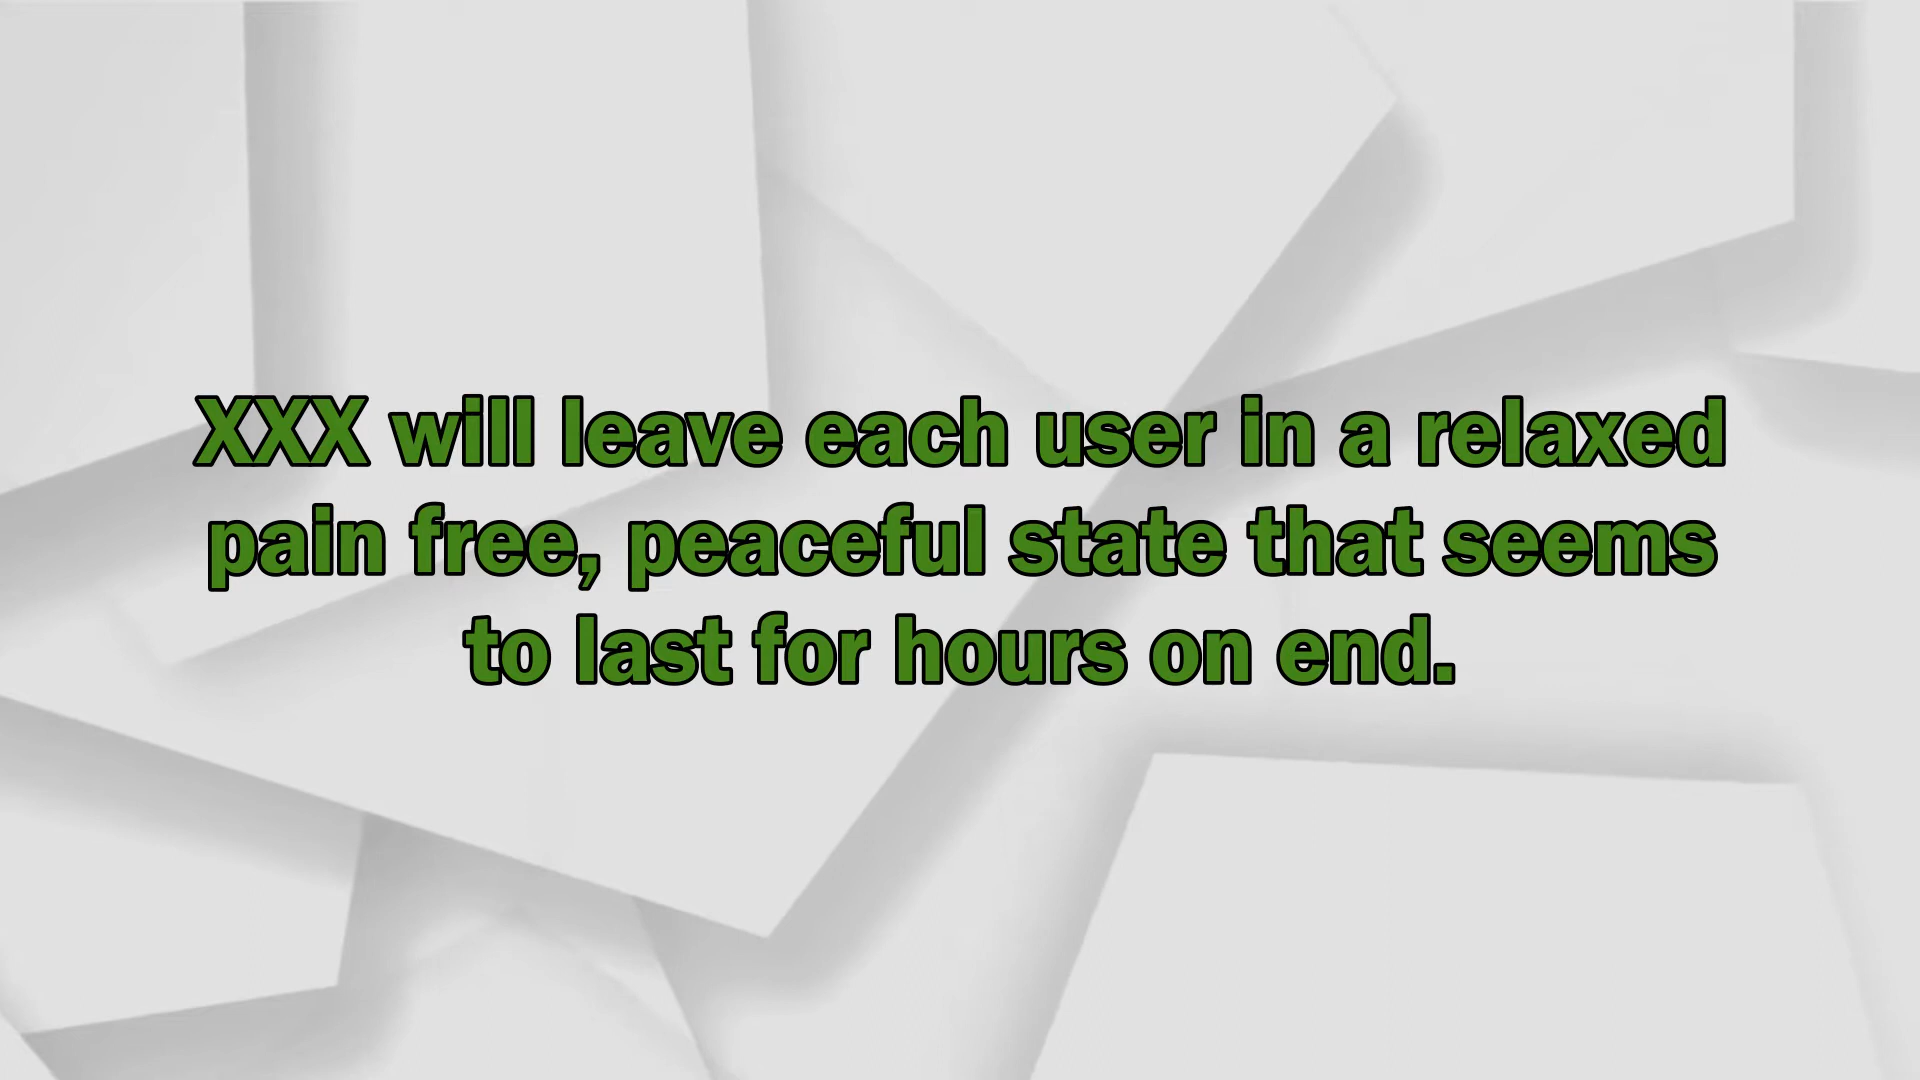 XXX will leave each user in a relaxed
pain free, peaceful state that seems
to last for hours on end.